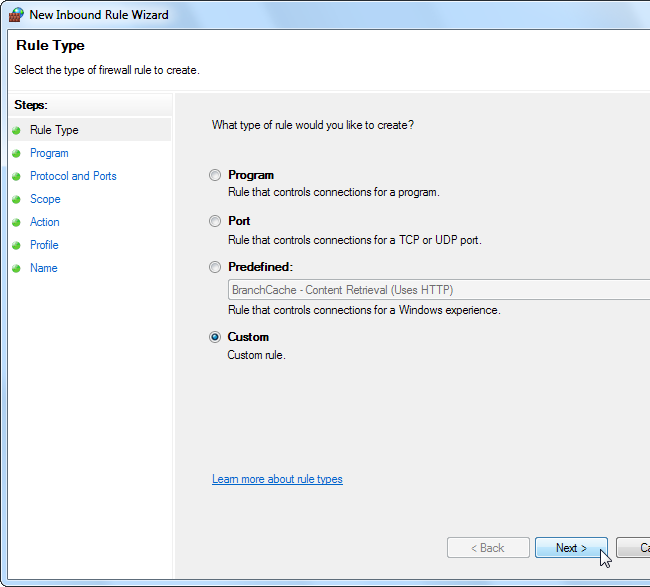 New Inbound Rule Wizard
Rule Type
Select the type of firewall rule to create.
Steps:
Rule Type
Program
Protocol and Ports
Scope
Action
Profile
Name
What type of rule would you like to create?
Program
Rule that controls connections for a program.
Port
Rule that controls connections for a TCP or UDP port.
Predefined:
BranchCache - Content Retrieval (Uses HTTP)
Rule that controls connections for a Windows experience.
Custom
Custom rule.
Learn more about rule types
< Back
Next >
Ca